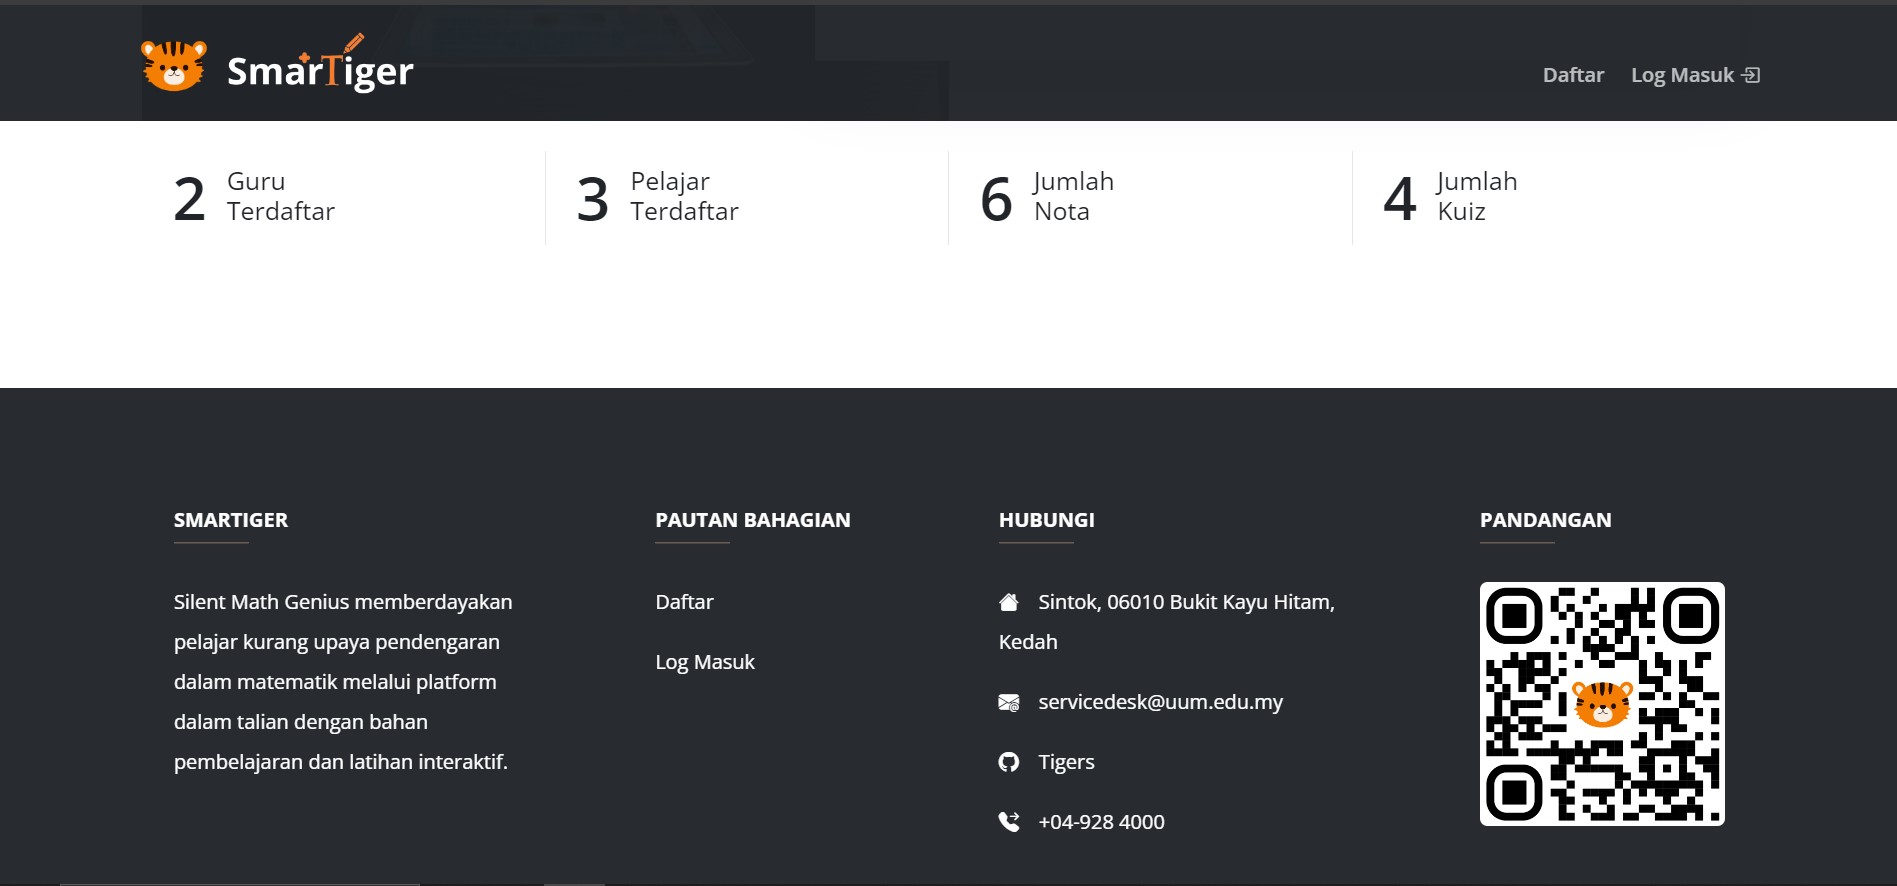 SmarTiger
Daftar
Log Masuk
2
Guru
Terdaftar
3
Pelajar
Terdaftar
6
Jumlah
Nota
4
Jumlah
Kuiz
SMARTIGER
Silent Math Genius memberdayakan
pelajar kurang upaya pendengaran
dalam matematik melalui platform
dalam talian dengan bahan
pembelajaran dan latihan interaktif.
PAUTAN BAHAGIAN
Daftar
Log Masuk
HUBUNGI
Sintok, 06010 Bukit Kayu Hitam,
Kedah
servicedesk@uum.edu.my
Tigers
+04-928 4000
PANDANGAN